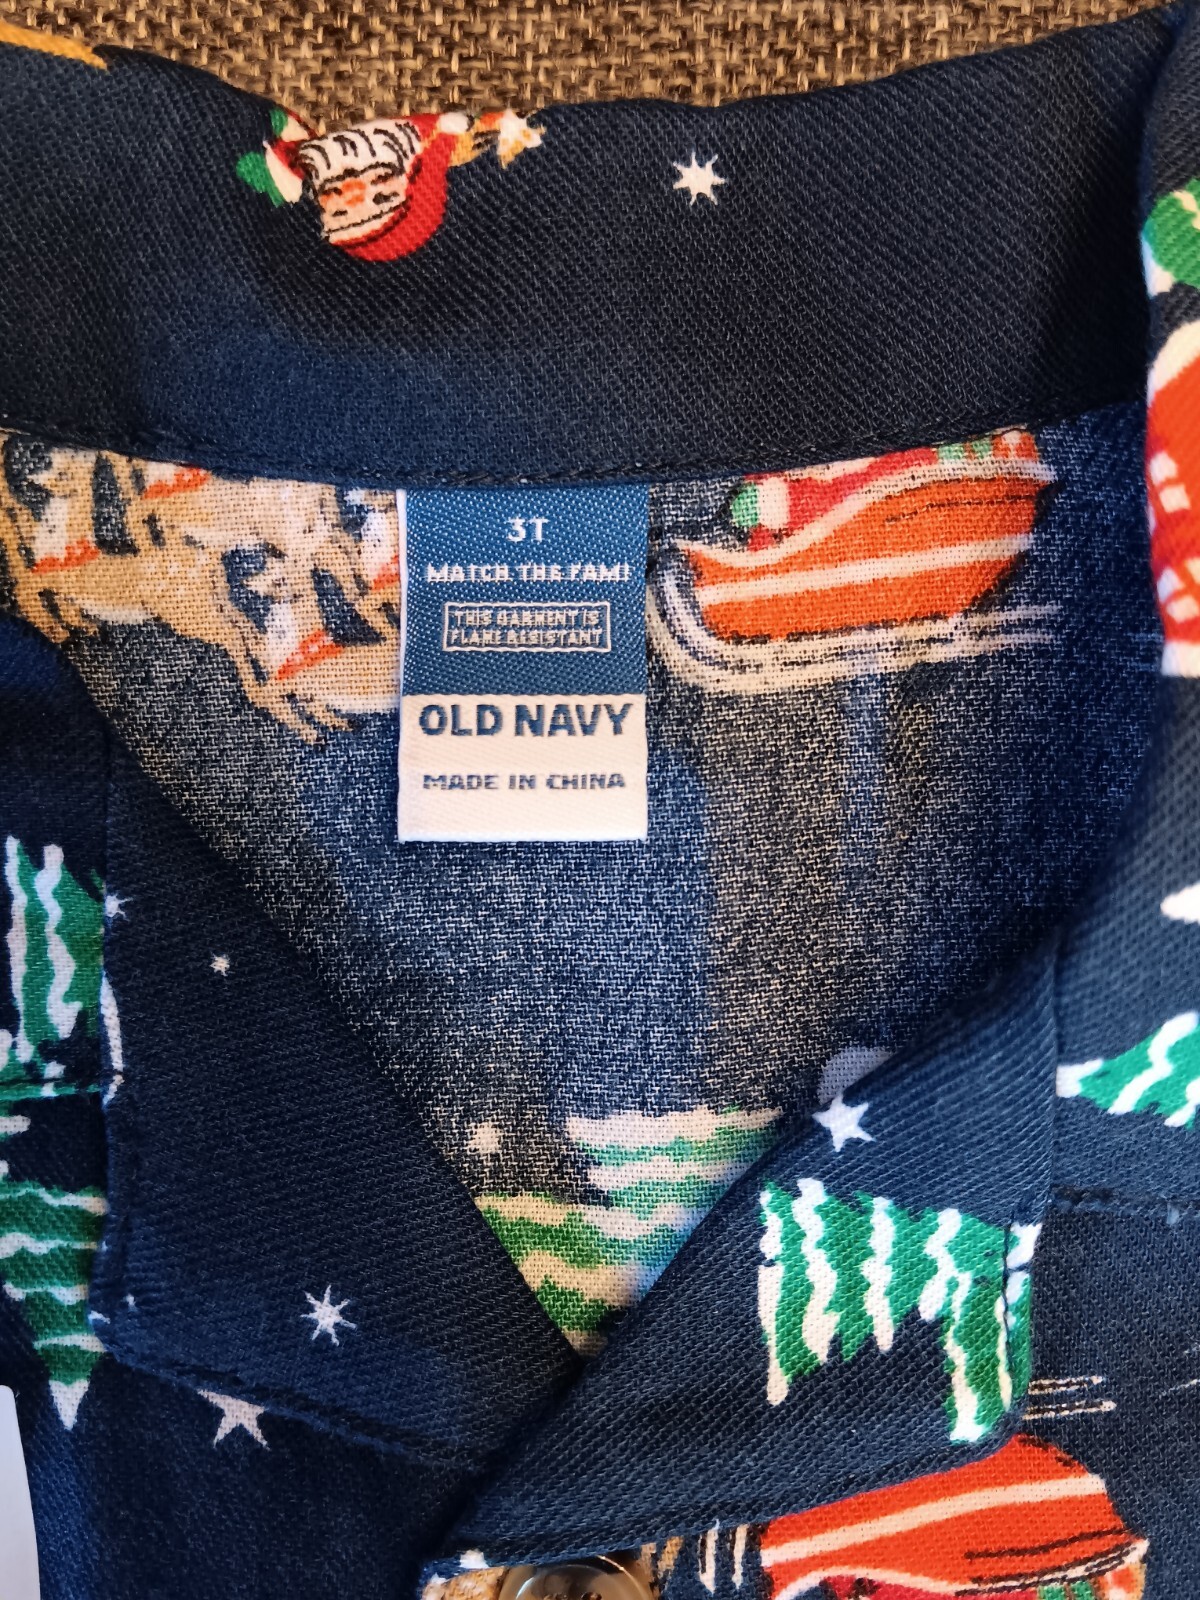 3T
MATCH THE FAM!
THIS GARMENT IS
FLAME RESISTANT
OLD NAVY
MADE IN CHINA